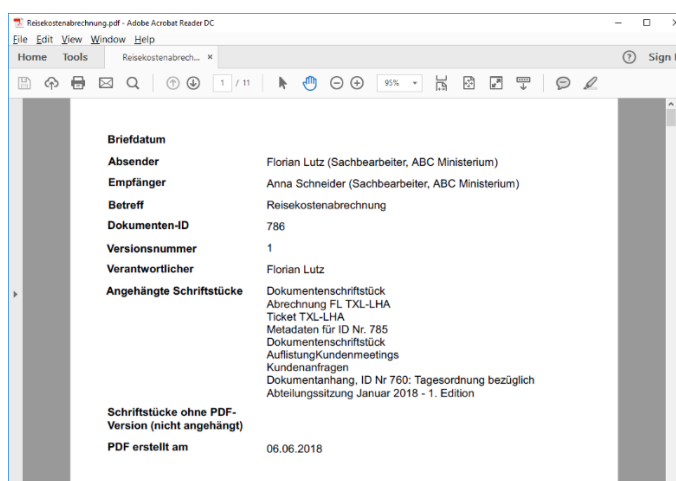 Reisekostenabrechnung.pdf - Adobe Acrobat Reader DC
File Edit View Window Help
Home Tools Reisekostenabrech... × ? Sign
1 / 11 95%
Briefdatum
Absender Florian Lutz (Sachbearbeiter, ABC Ministerium)
Empfänger Anna Schneider (Sachbearbeiter, ABC Ministerium)
Betreff Reisekostenabrechnung
Dokumenten-ID 786
Versionsnummer 1
Verantwortlicher Florian Lutz
Angehängte Schriftstücke Dokumentenschriftstück
Abrechnung FL TXL-LHA
Ticket TXL-LHA
Metadaten für ID Nr. 785
Dokumentenschriftstück
AuflistungKundenmeetings
Kundenanfragen
Dokumentanhang, ID Nr 760: Tagesordnung bezüglich
Abteilungssitzung Januar 2018 - 1. Edition
Schriftstücke ohne PDF-
Version (nicht angehängt)
PDF erstellt am 06.06.2018